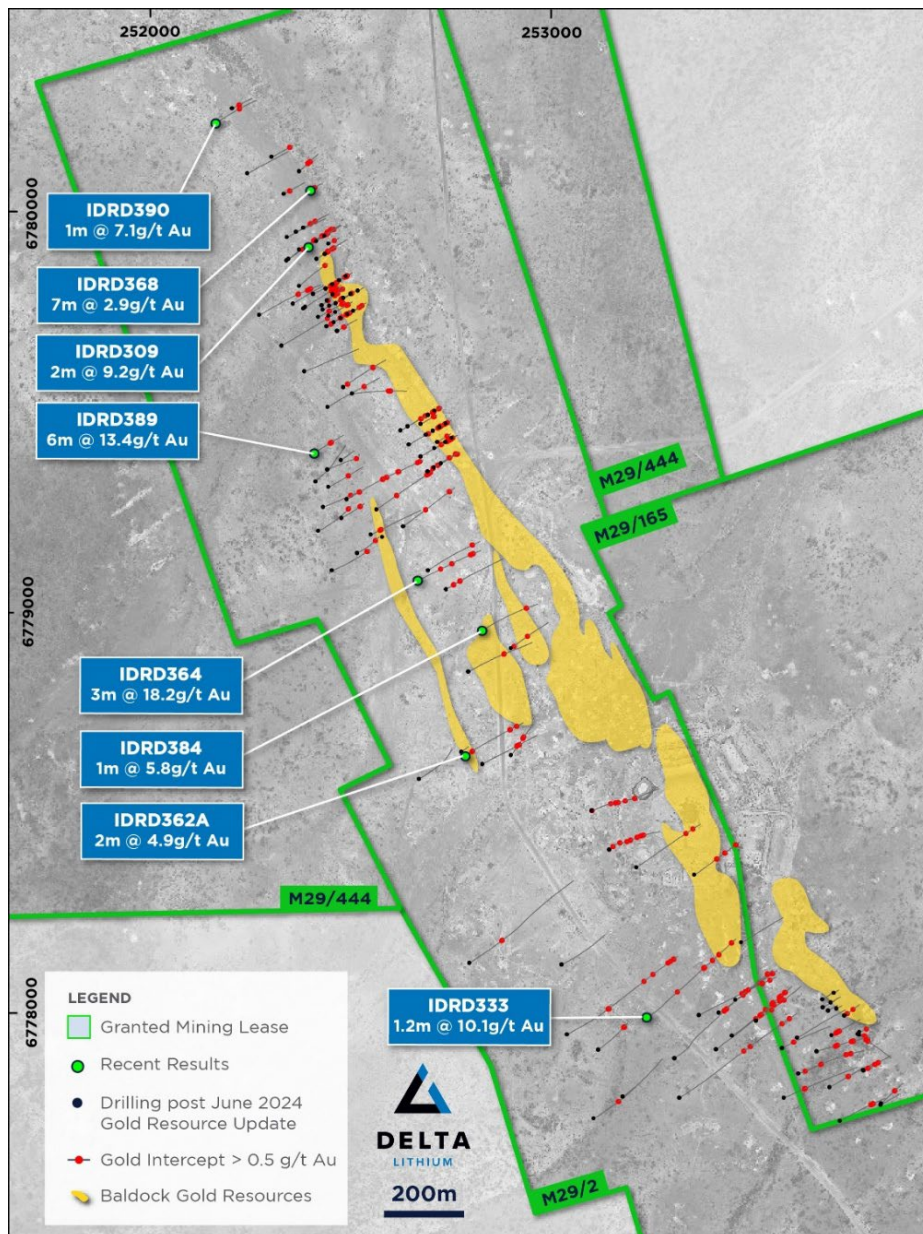 252000
253000
6780000
6779000
6778000
IDRD390
1m @ 7.1g/t Au
IDRD368
7m @ 2.9g/t Au
IDRD309
2m @ 9.2g/t Au
IDRD389
6m @ 13.4g/t Au
M29/444
M29/165
IDRD364
3m @ 18.2g/t Au
IDRD384
1m @ 5.8g/t Au
IDRD362A
2m @ 4.9g/t Au
M29/444
IDRD333
1.2m @ 10.1g/t Au
LEGEND
Granted Mining Lease
Recent Results
Drilling post June 2024
Gold Resource Update
Gold Intercept > 0.5 g/t Au
Baldock Gold Resources
DELTA
LITHIUM
200m
M29/2